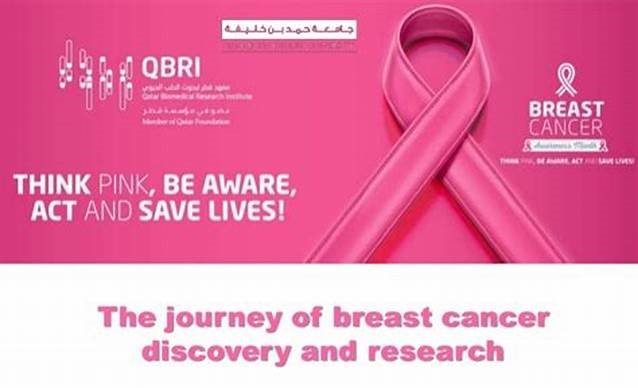 جامعة حمد بن خليفة
QBRI
معهد قطر لبحوث الطب الحيوي
Qatar Biomedical Research Institute
عضو في مؤسسة قطر
Member of Qatar Foundation
THINK PINK, BE AWARE,
ACT AND SAVE LIVES!
BREAST
CANCER
Awareness Month
THINK PINK, BE AWARE, ACT AND SAVE LIVES!
The journey of breast cancer
discovery and research